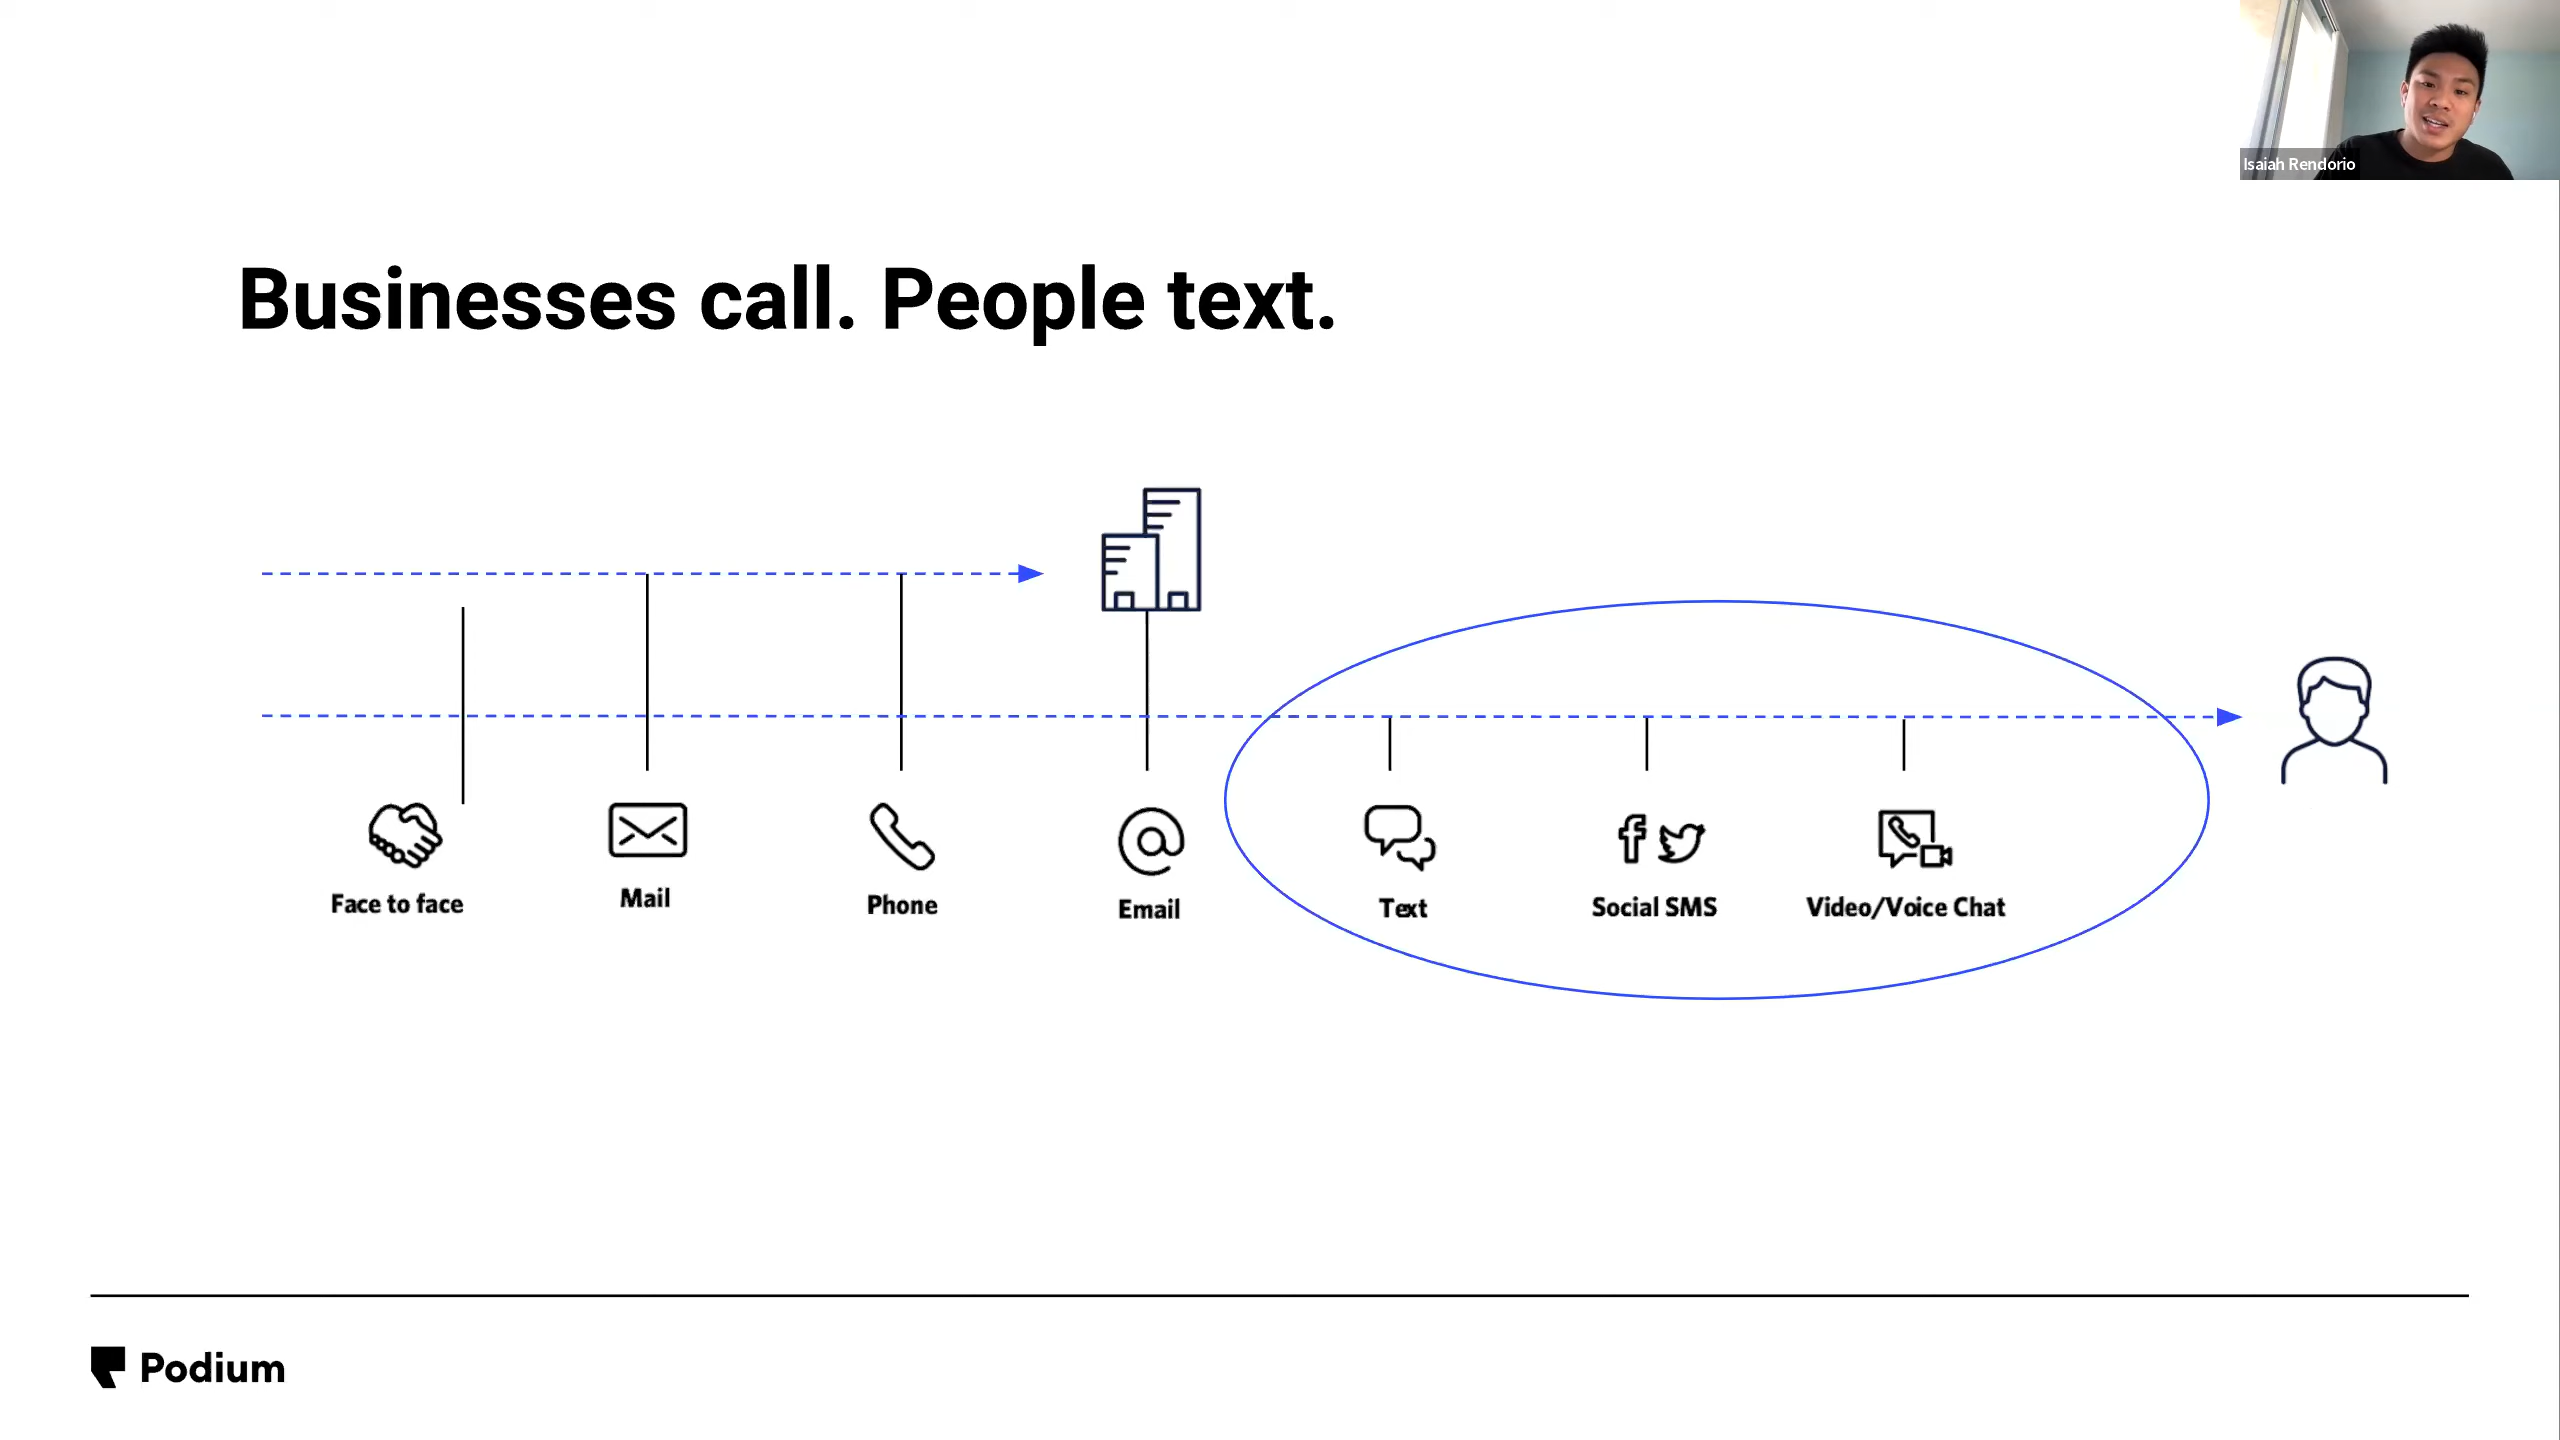 Isaiah Rendorio
Businesses call. People text.
Face to face
Mail
Phone
Email
Text
Social SMS
Video/Voice Chat
Podium